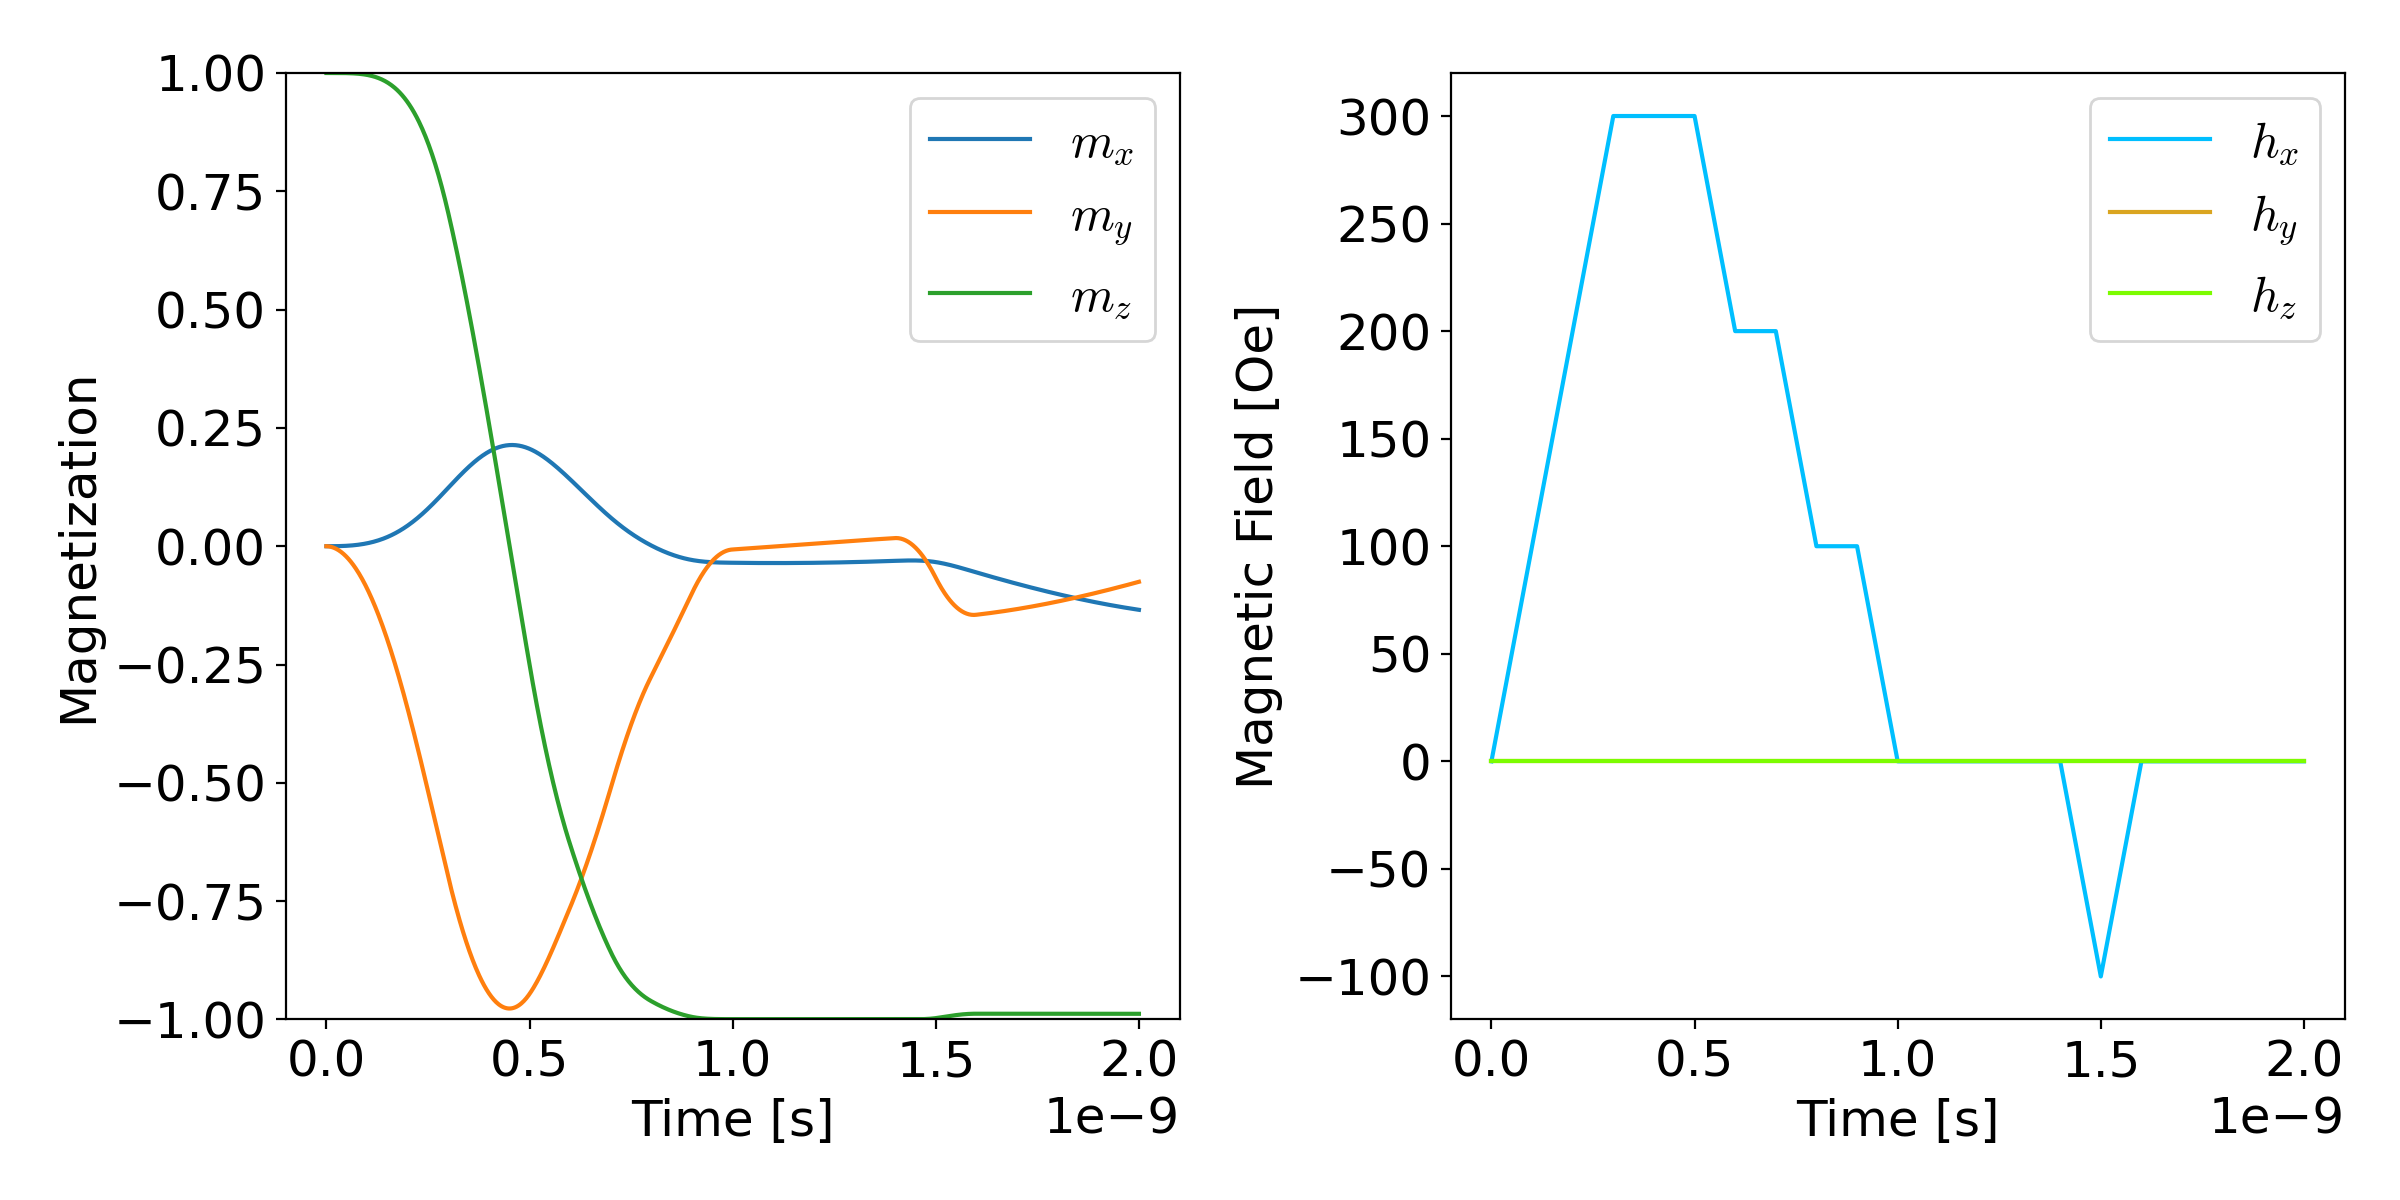 1.00
0.75
0.50
0.25
0.00
−0.25
−0.50
−0.75
−1.00
Magnetization
0.0 0.5 1.0 1.5 2.0
Time [s]
1e−9
m_x
m_y
m_z
300
250
200
150
100
50
0
−50
−100
Magnetic Field [Oe]
0.0 0.5 1.0 1.5 2.0
Time [s]
1e−9
h_x
h_y
h_z